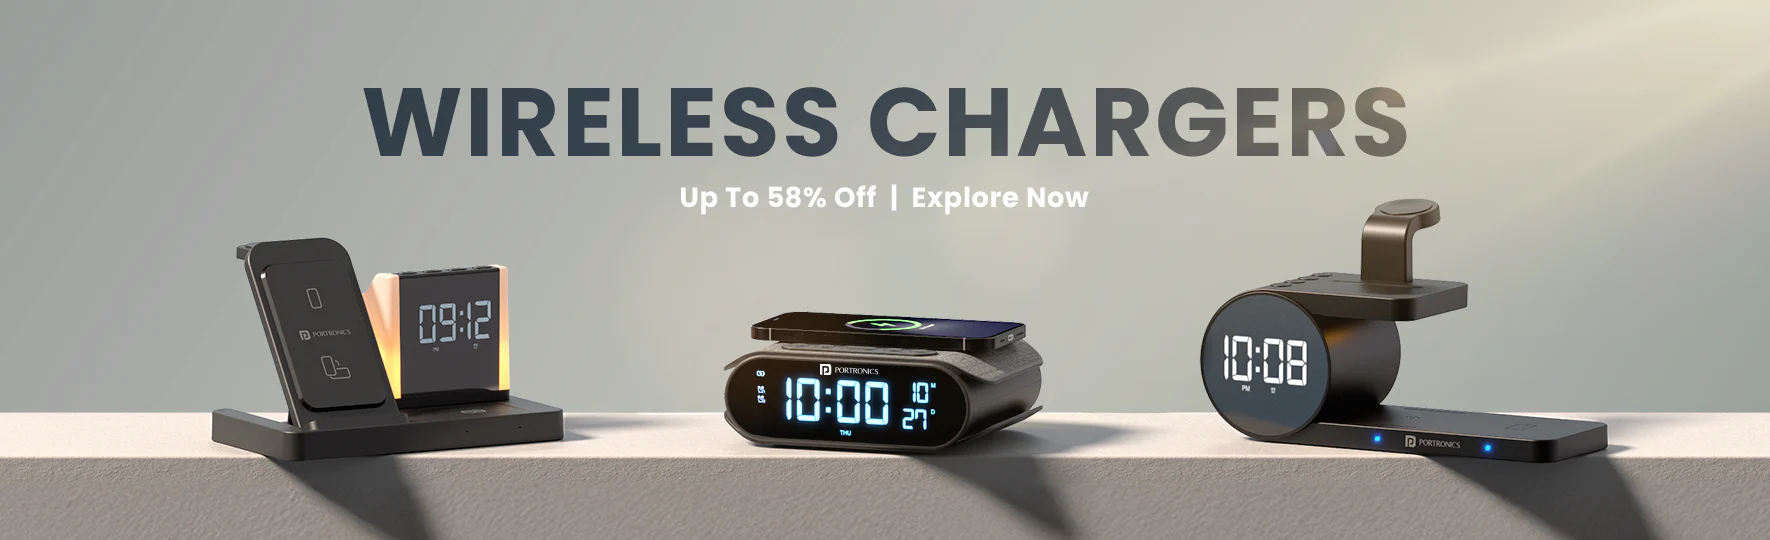 WIRELESS CHARGERS
Up To 58% Off | Explore Now
PORTRONICS
09:12
PM
PORTRONICS
10:00
10
27°
THU
10:08
PM
PORTRONICS